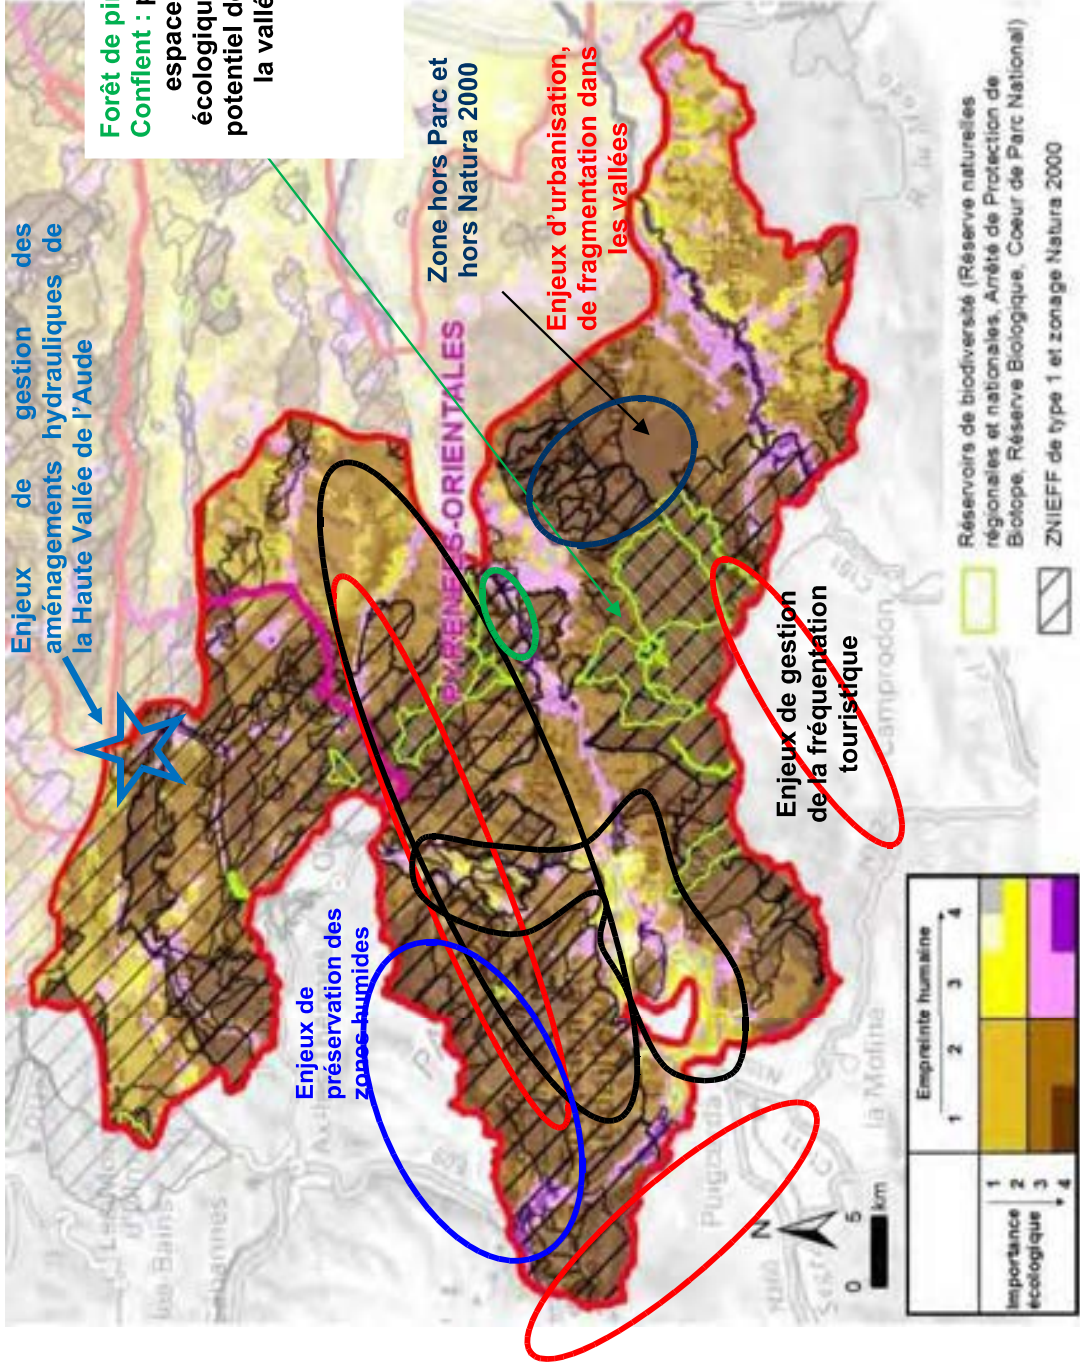 Enjeux de gestion des
aménagements hydrauliques de
la Haute Vallée de l'Aude
Forêt de
Conflent :
espace
potentiel
la
Zone hors Parc et
hors Natura 2000
Enjeux d'urbanisation,
de fragmentation dans
les vallées
PYRENEES-ORIENTALES
Enjeux de
préservation des
zones humides
Enjeux de gestion
de la fréquentation
touristique
Camprodon
Puigcerda
la Molina
N
0 5
km
Empreinte humaine
1 2 3 4
Importance
écologique
1
2
3
4
Réservoirs de biodiversité (Réserve naturelles
régionales et nationales, Arrêté de Protection de
Biotope, Réserve Biologique, Coeur de Parc National)
ZNIEFF de type 1 et zonage Natura 2000